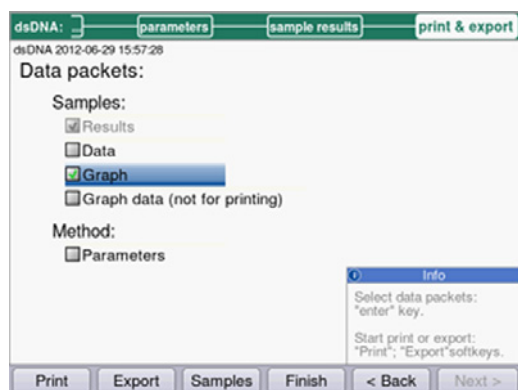 dsDNA: parameters sample results print & export
dsDNA 2012-06-29 15:57:28
Data packets:
Samples:
Results
Data
Graph
Graph data (not for printing)
Method:
Parameters
Info
Select data packets:
"enter" key.
Start print or export:
"Print"; "Export"softkeys.
Print Export Samples Finish < Back Next >